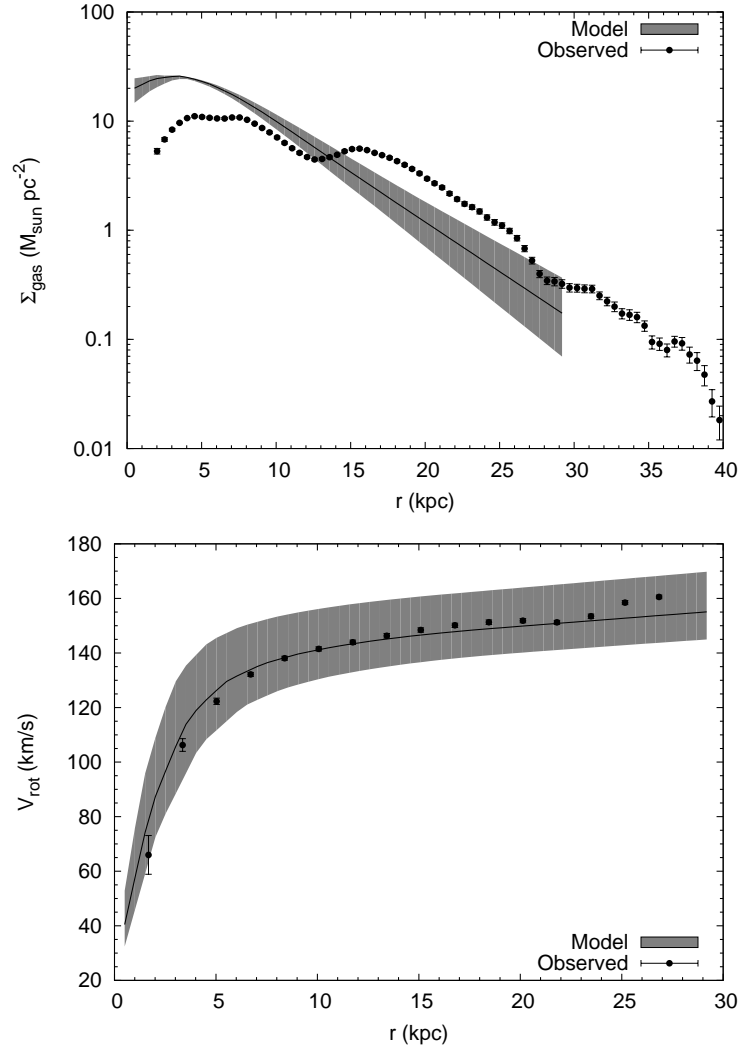 100
10
1
0.1
0.01
Σgas (Msun pc-2)
Model
Observed
0 5 10 15 20 25 30 35 40
r (kpc)
180
160
140
120
100
80
60
40
20
Vrot (km/s)
Model
Observed
0 5 10 15 20 25 30
r (kpc)